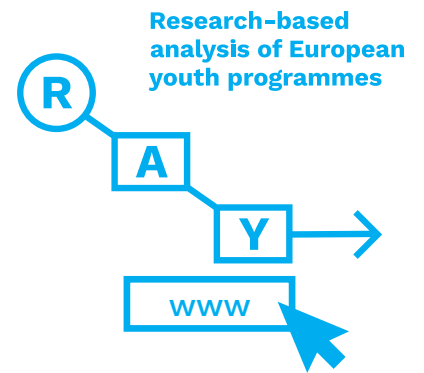 Research-based
analysis of European
youth programmes
R
A
Y
www